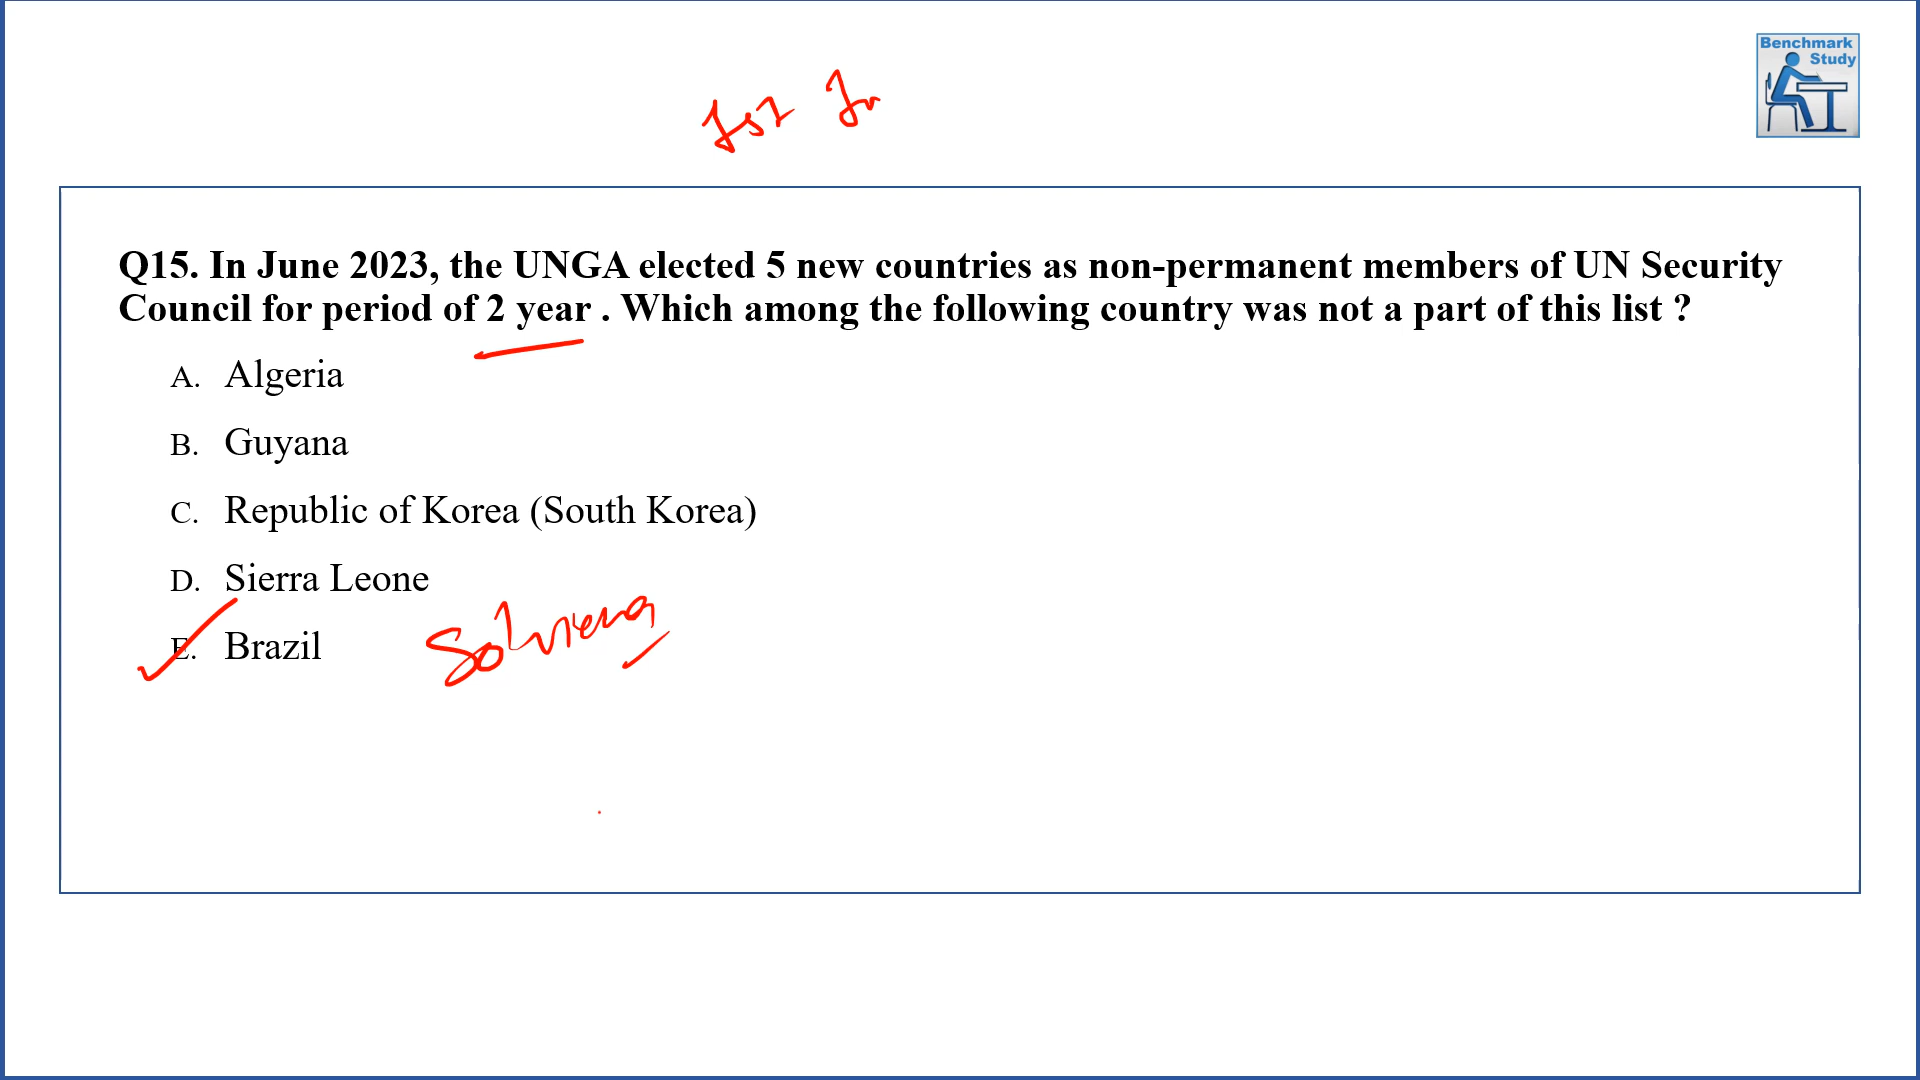 Benchmark
Study
Q15. In June 2023, the UNGA elected 5 new countries as non-permanent members of UN Security
Council for period of 2 year . Which among the following country was not a part of this list ?
A. Algeria
B. Guyana
C. Republic of Korea (South Korea)
D. Sierra Leone
E. Brazil